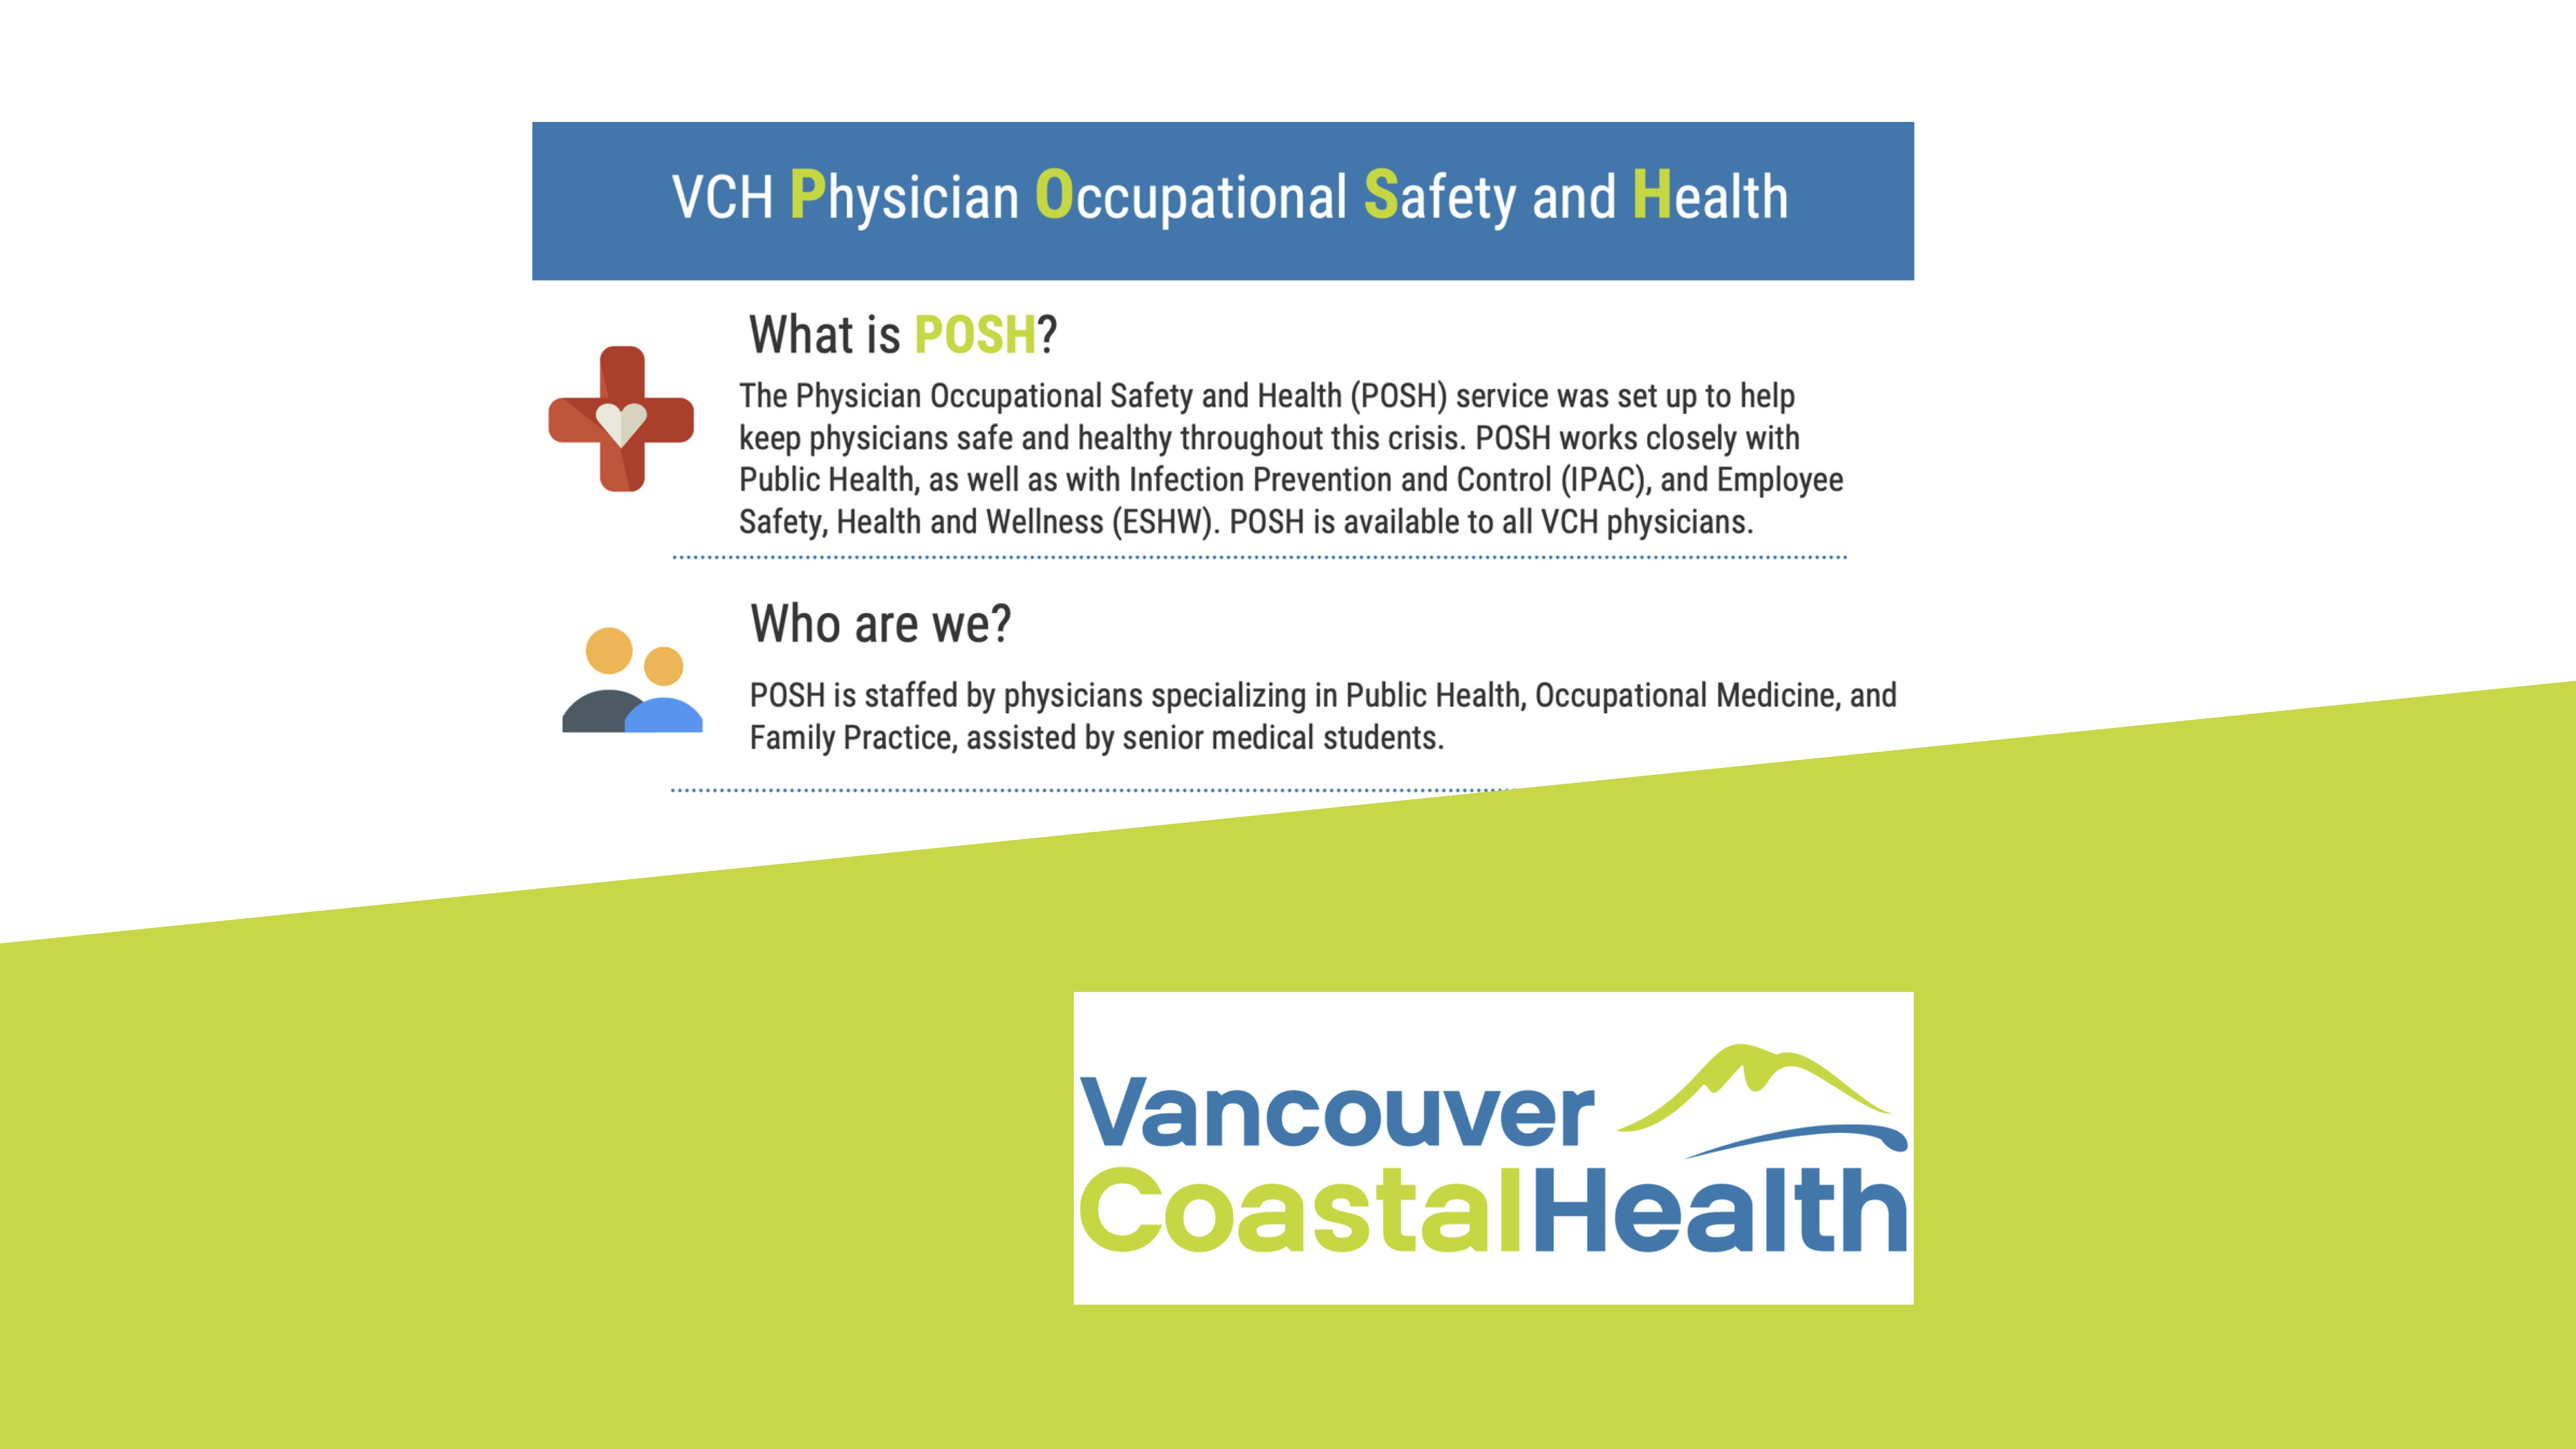 VCH Physician Occupational Safety and Health
What is POSH?
The Physician Occupational Safety and Health (POSH) service was set up to help
keep physicians safe and healthy throughout this crisis. POSH works closely with
Public Health, as well as with Infection Prevention and Control (IPAC), and Employee
Safety, Health and Wellness (ESHW). POSH is available to all VCH physicians.
Who are we?
POSH is staffed by physicians specializing in Public Health, Occupational Medicine, and
Family Practice, assisted by senior medical students.
Vancouver
CoastalHealth